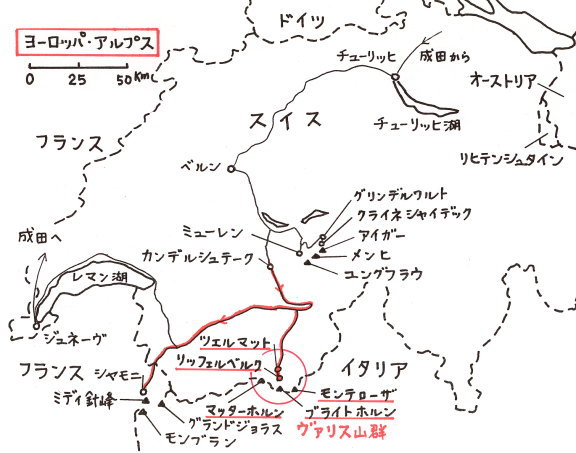 ドイツ
ヨーロッパ・アルプス
0 25 50 Km
チューリッヒ
成田から
オーストリア
スイス
チューリッヒ湖
フランス
リヒテンシュタイン
ベルン
グリンデルワルト
クライネシャイデック
ミューレン
アイガー
成田へ
カンデルシュテーク
メンヒ
ユングフラウ
レマン湖
ジュネーヴ
ツェルマット
フランス
シャモニ
リッフェルベルク
イタリア
ミディ針峰
モンテローザ
マッターホルン
ブライトホルン
グランドジョラス
ヴァリス山群
モンブラン